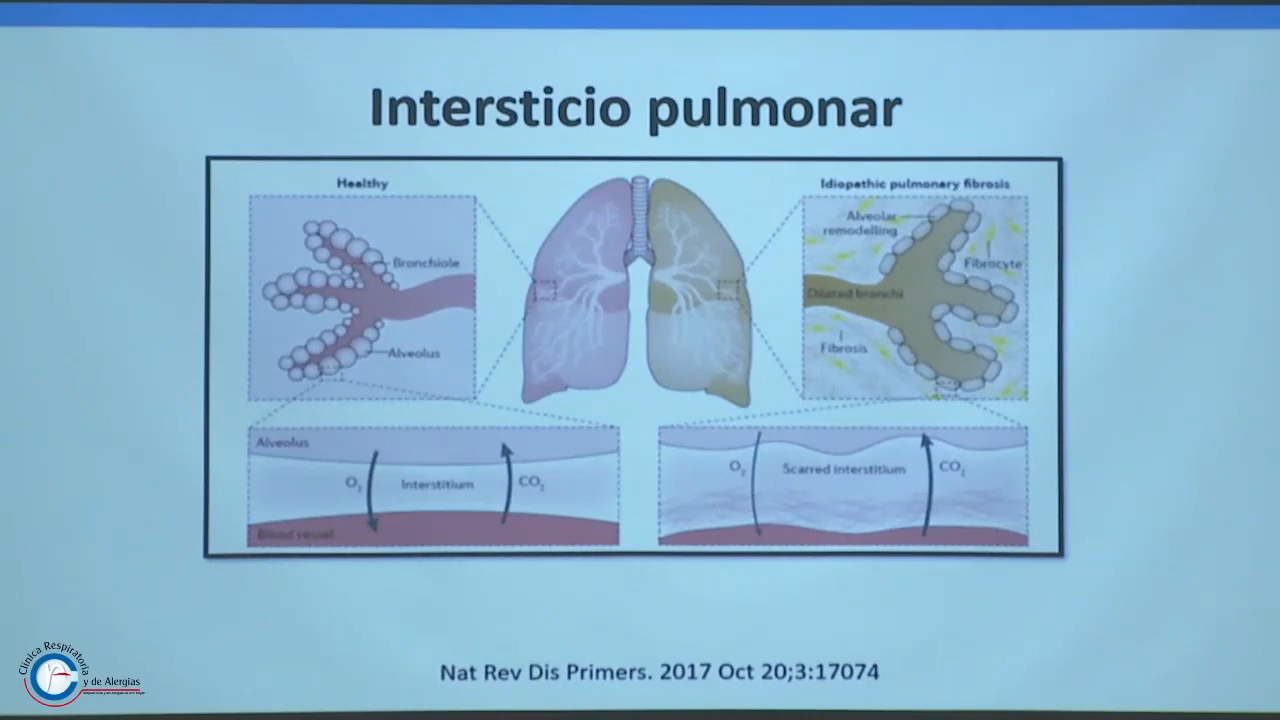 Intersticio pulmonar
Healthy
Idiopathic pulmonary fibrosis
Bronchiole
Alveolus
Alveolar
remodelling
Fibrocyte
Dilated bronchi
Fibrosis
Alveolus
O₂
Interstitium
CO₂
Blood vessel
O₂
Scarred interstitium
CO₂
Nat Rev Dis Primers. 2017 Oct 20;3:17074
Clínica Respiratoria
y de Alergias